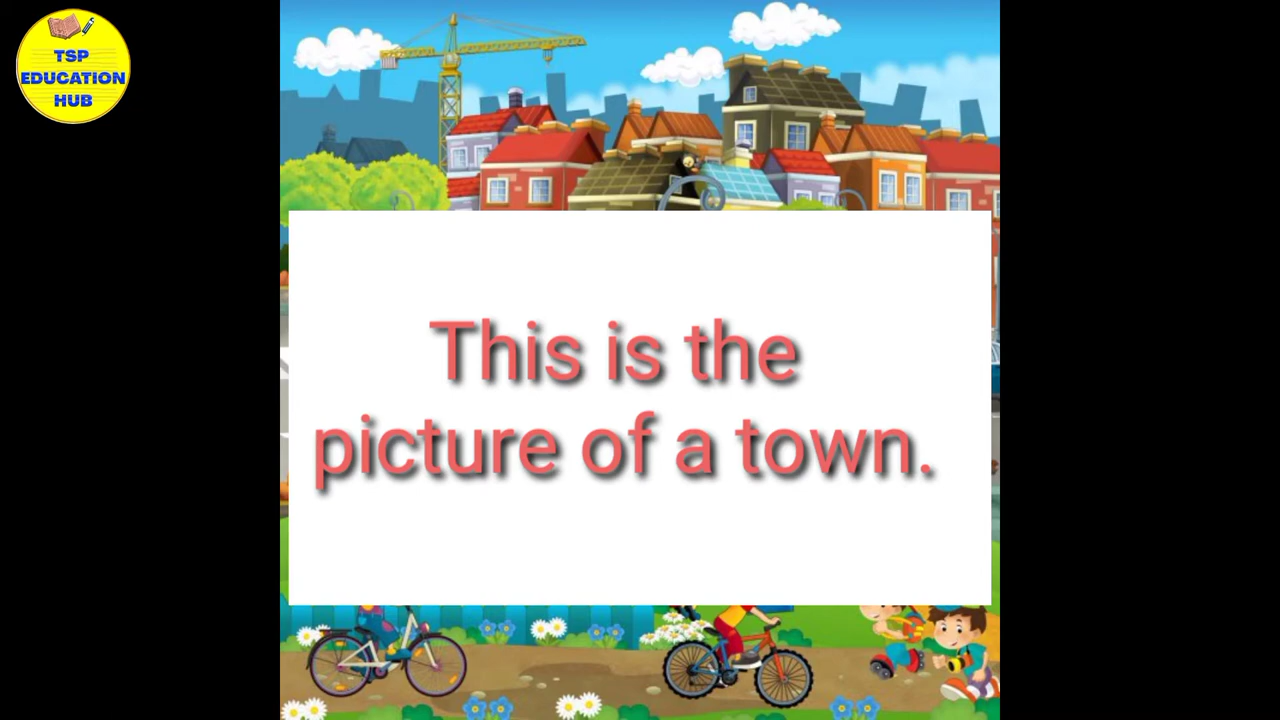 TSP
EDUCATION
HUB
This is the
picture of a town.